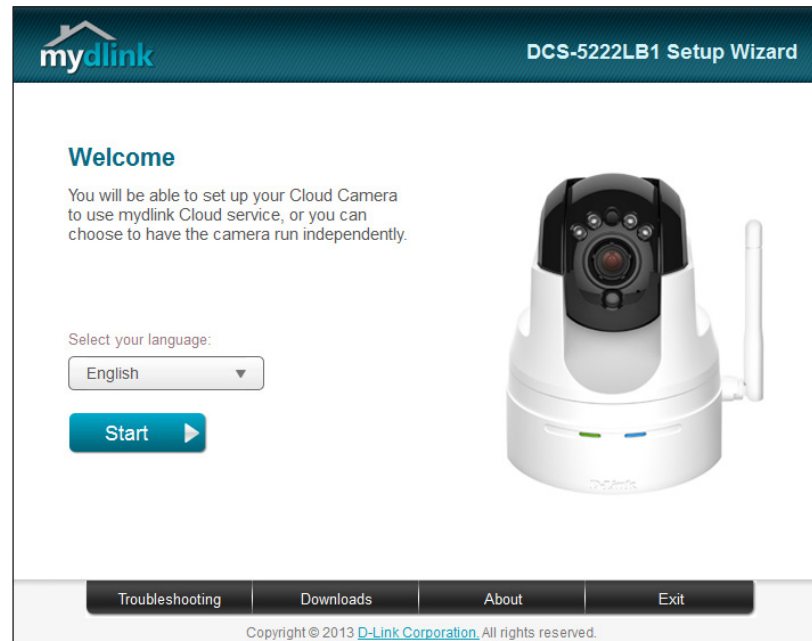 mydlink
DCS-5222LB1 Setup Wizard
Welcome
You will be able to set up your Cloud Camera
to use mydlink Cloud service, or you can
choose to have the camera run independently.
Select your language:
English
Start
D-Link
Troubleshooting
Downloads
About
Exit
Copyright © 2013 D-Link Corporation. All rights reserved.